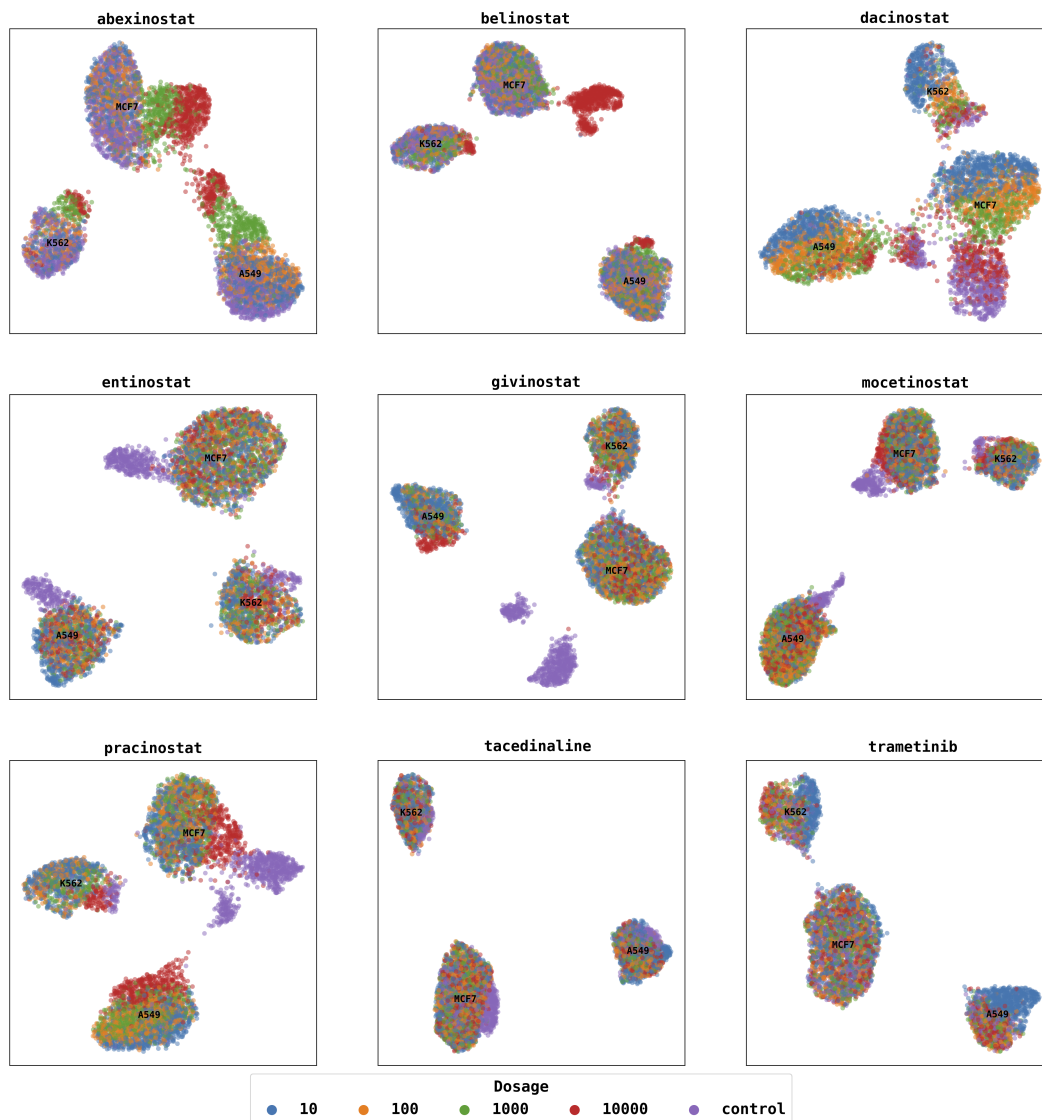 abexinostat
belinostat
dacinostat
MCF7
K562
A549
MCF7
K562
A549
K562
MCF7
A549
entinostat
givinostat
mocetinostat
MCF7
K562
A549
K562
A549
MCF7
MCF7
K562
A549
pracinostat
tacedinaline
trametinib
MCF7
K562
A549
K562
A549
MCF7
K562
MCF7
A549
Dosage
10 100 1000 10000 control